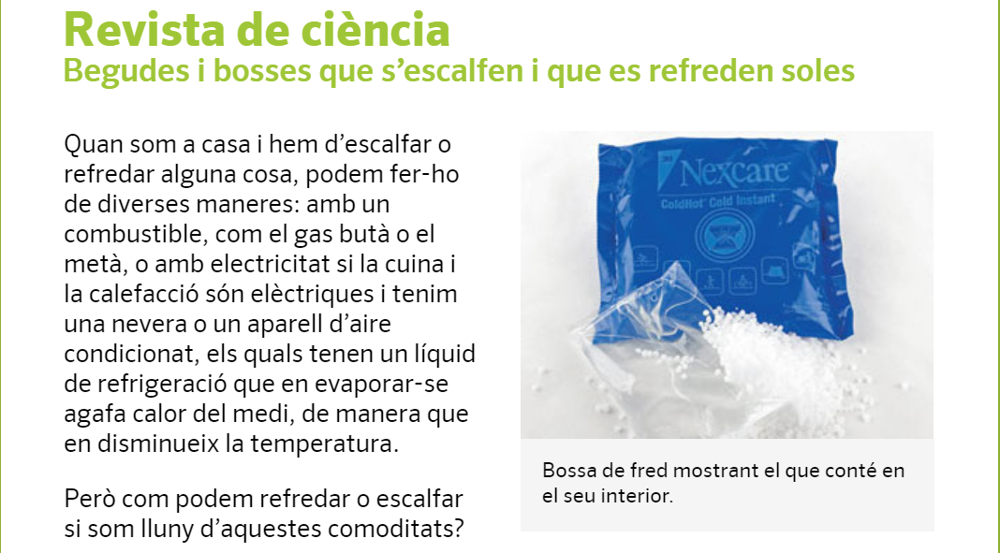 Revista de ciència
Begudes i bosses que s’escalfen i que es refreden soles
Quan som a casa i hem d’escalfar o
refredar alguna cosa, podem fer-ho
de diverses maneres: amb un
combustible, com el gas butà o el
metà, o amb electricitat si la cuina i
la calefacció són elèctriques i tenim
una nevera o un aparell d’aire
condicionat, els quals tenen un líquid
de refrigeració que en evaporar-se
agafa calor del medi, de manera que
en disminueix la temperatura.
Però com podem refredar o escalfar
si som lluny d’aquestes comoditats?
3M
Nexcare
ColdHot Cold Instant
Bossa de fred mostrant el que conté en
el seu interior.